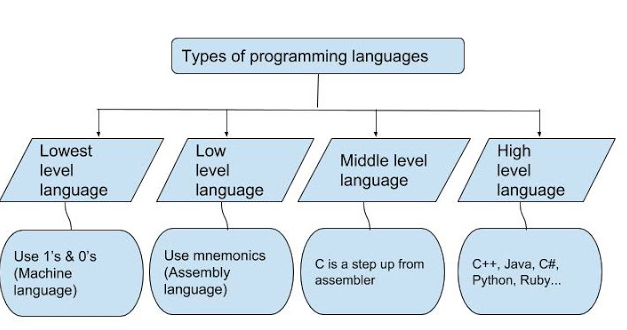 Types of programming languages
Lowest
level
language
Low
level
language
Middle level
language
High
level
language
Use 1's & 0's
(Machine
language)
Use mnemonics
(Assembly
language)
C is a step up from
assembler
C++, Java, C#,
Python, Ruby...